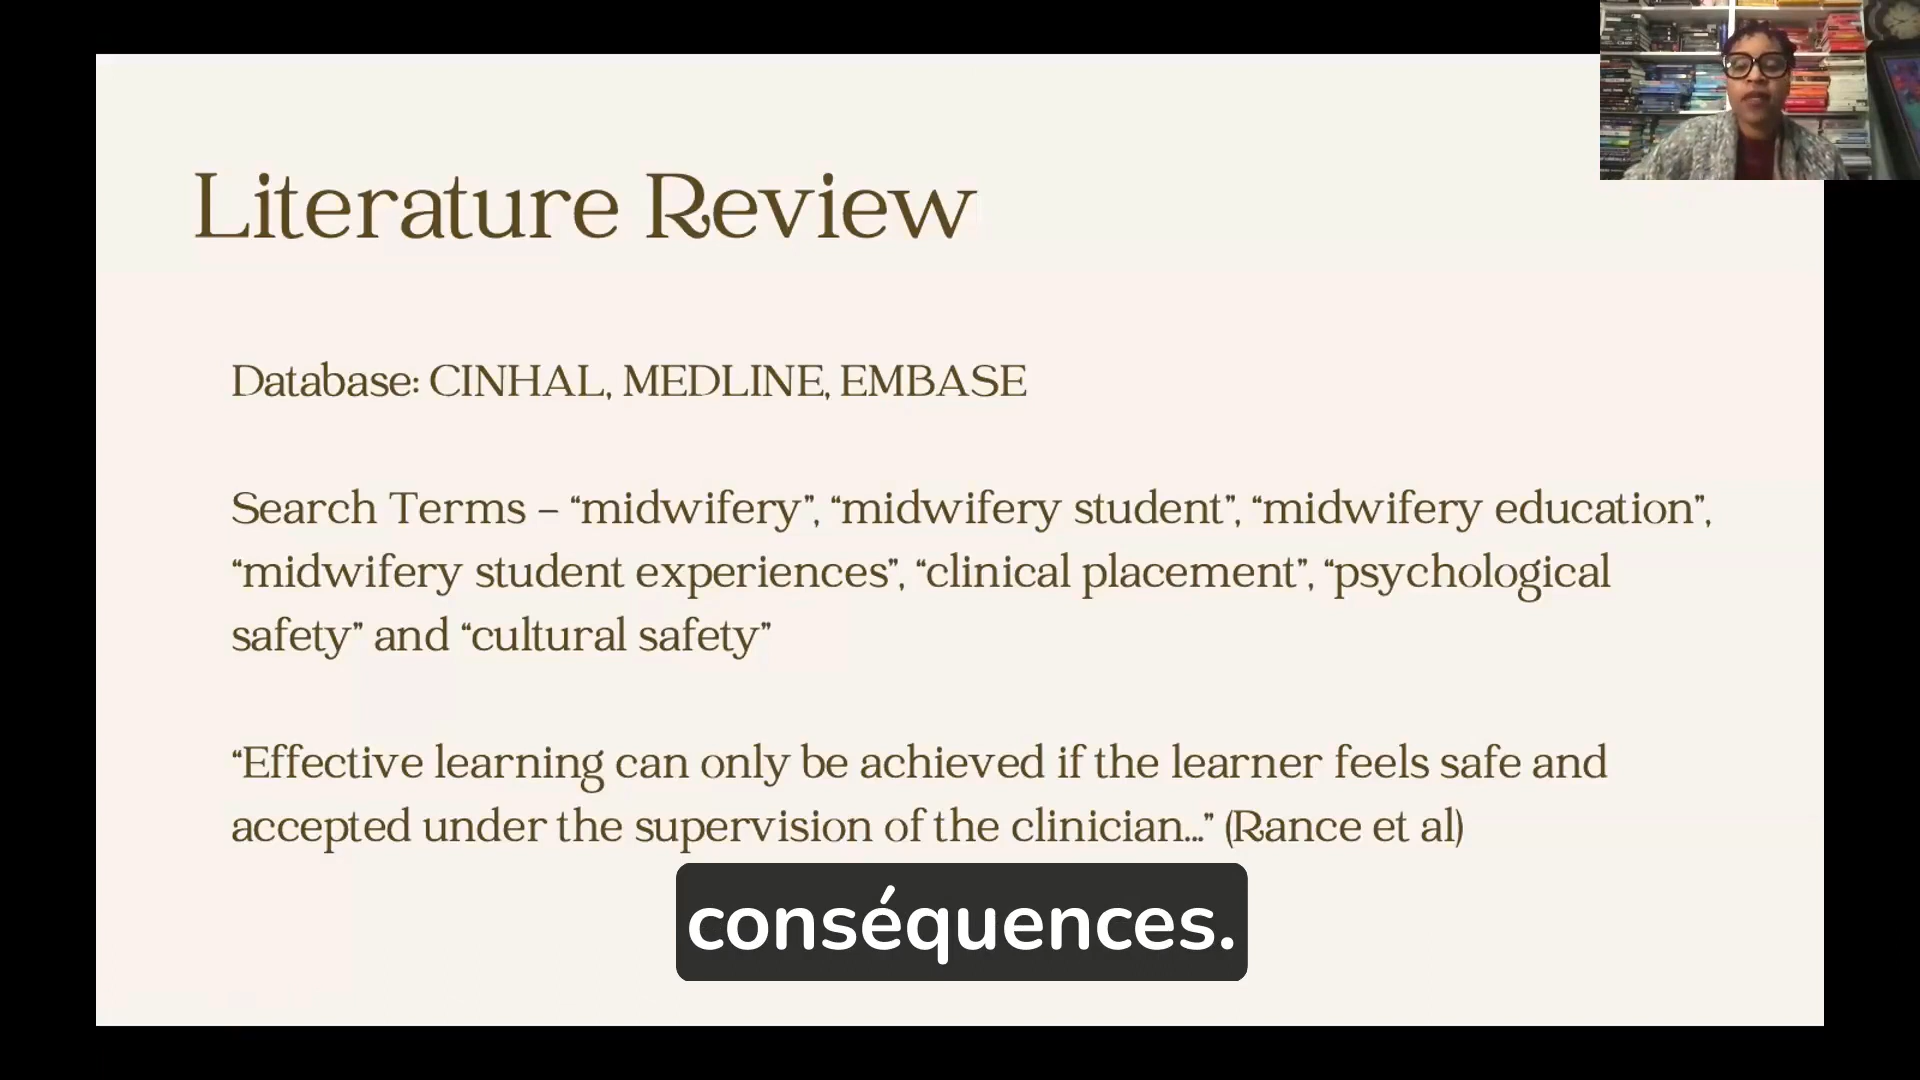 Literature Review
Database: CINHAL, MEDLINE, EMBASE
Search Terms – “midwifery”, “midwifery student”, “midwifery education”,
“midwifery student experiences”, “clinical placement”, “psychological
safety” and “cultural safety”
“Effective learning can only be achieved if the learner feels safe and
accepted under the supervision of the clinician...” (Rance et al)
conséquences.